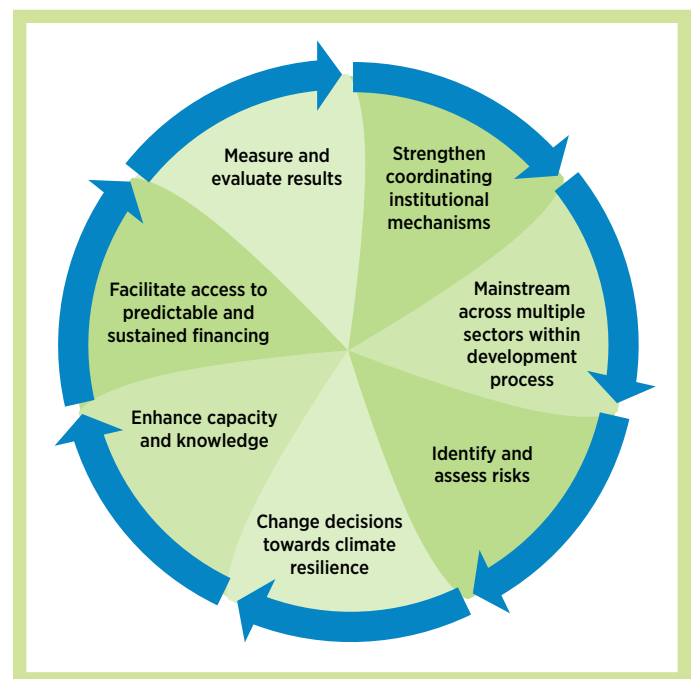 Measure and
evaluate results
Strengthen
coordinating
institutional
mechanisms
Mainstream
across multiple
sectors within
development
process
Identify and
assess risks
Change decisions
towards climate
resilience
Enhance capacity
and knowledge
Facilitate access to
predictable and
sustained financing